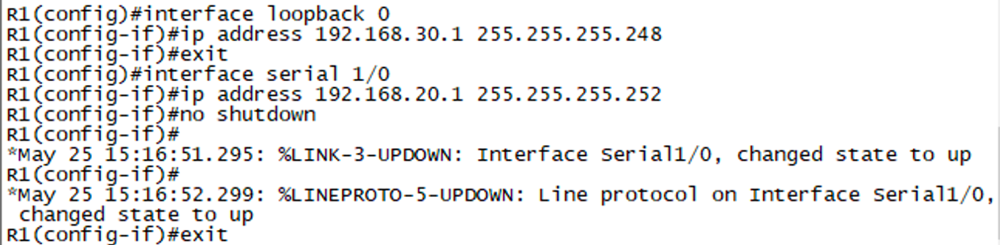 R1(config)#interface loopback 0
R1(config-if)#ip address 192.168.30.1 255.255.255.248
R1(config-if)#exit
R1(config)#interface serial 1/0
R1(config-if)#ip address 192.168.20.1 255.255.255.252
R1(config-if)#no shutdown
R1(config-if)#
*May 25 15:16:51.295: %LINK-3-UPDOWN: Interface Serial1/0, changed state to up
R1(config-if)#
*May 25 15:16:52.299: %LINEPROTO-5-UPDOWN: Line protocol on Interface Serial1/0,
 changed state to up
R1(config-if)#exit